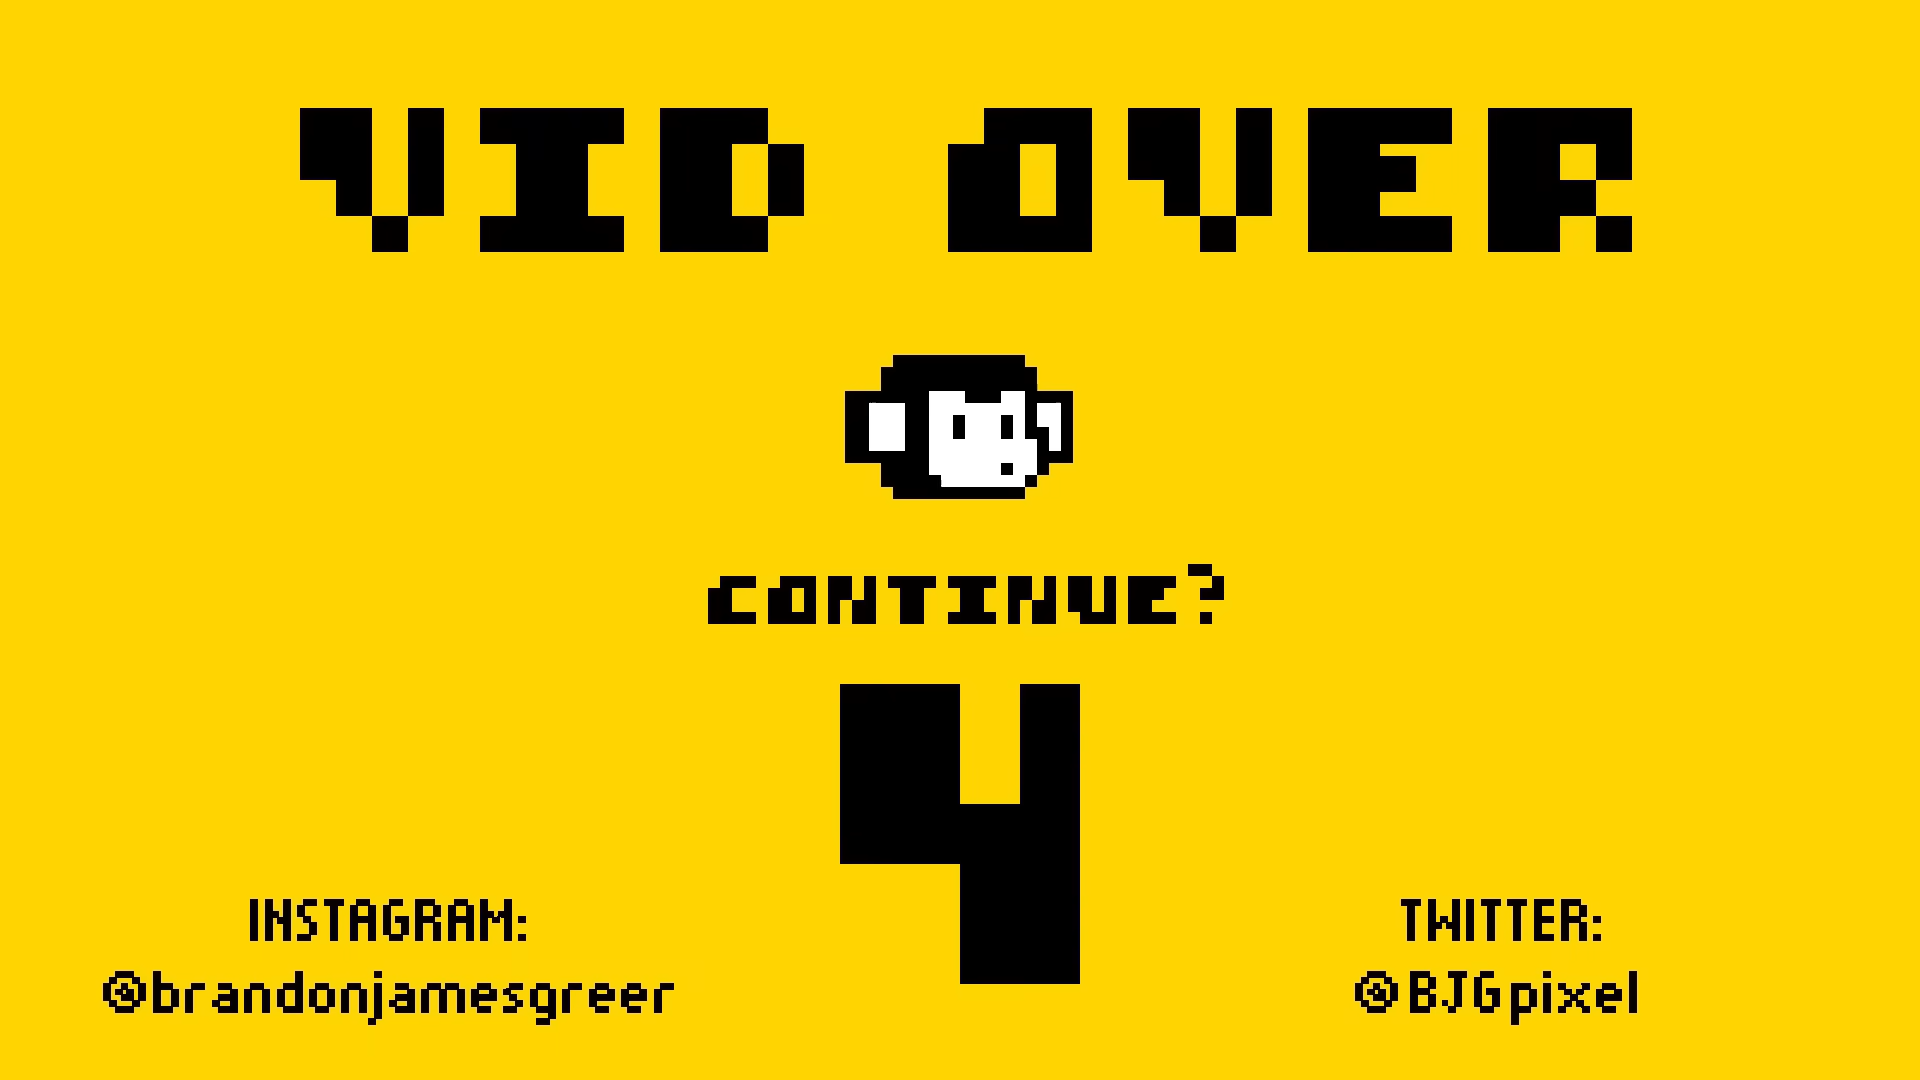 VID OVER
CONTINUE?
4
INSTAGRAM:
@brandonjamesgreer
TWITTER:
@BJGpixel